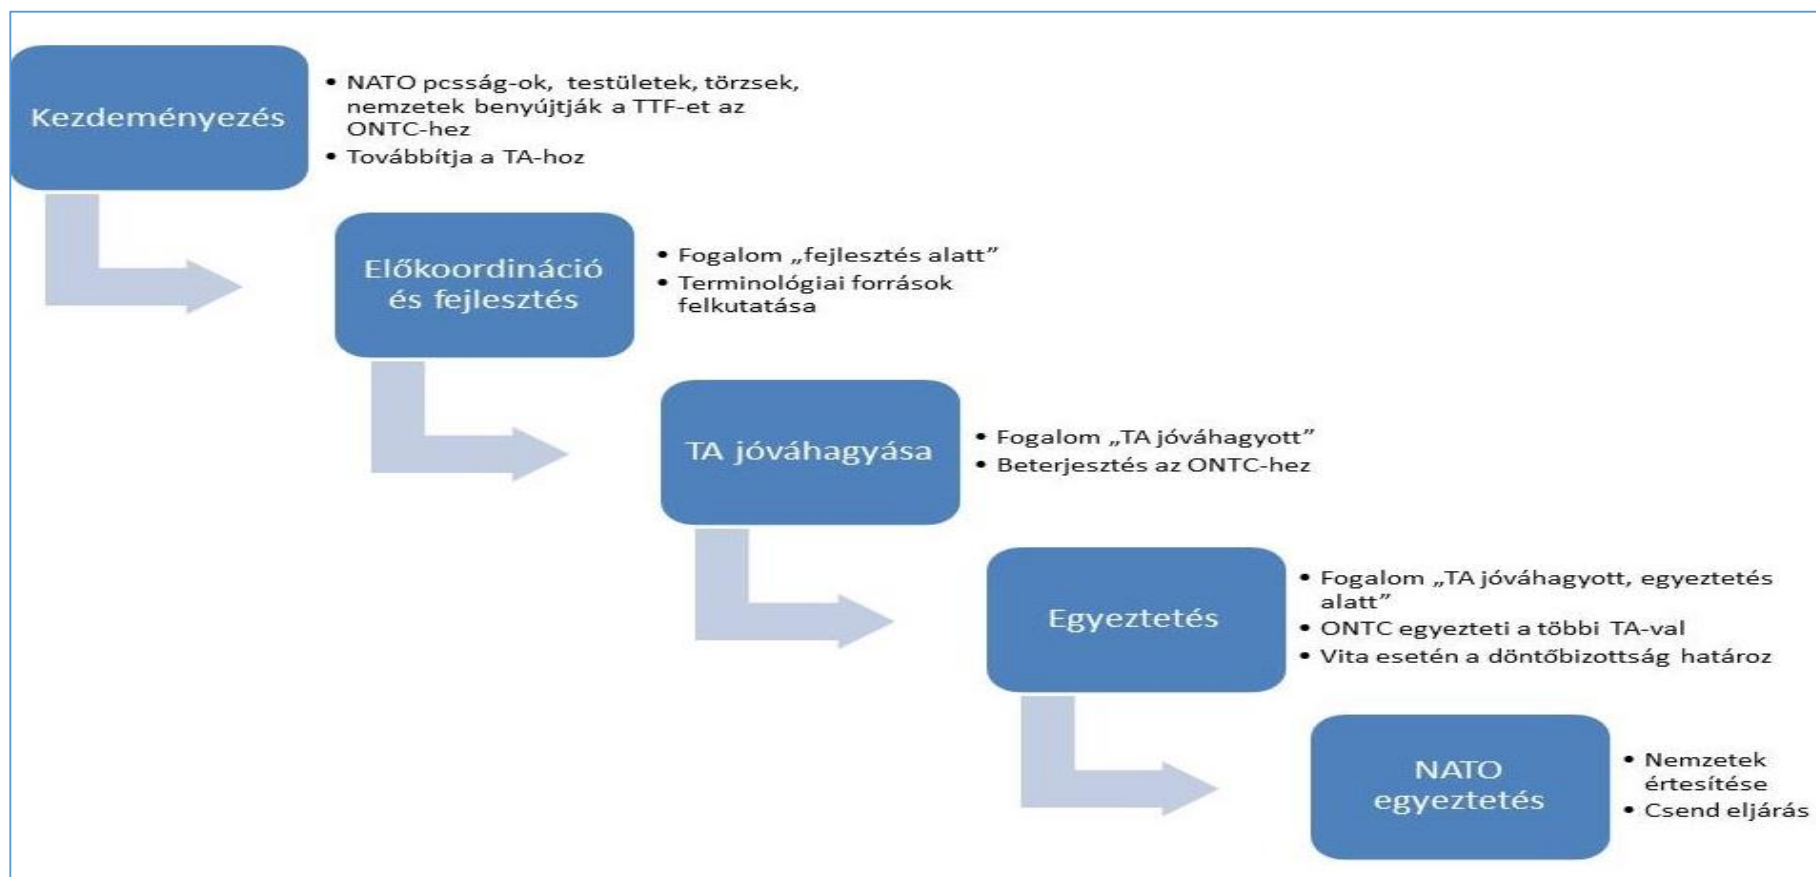 Kezdeményezés
• NATO pcsság-ok, testületek, törzsek,
nemzetek benyújtják a TTF-et az
ONTC-hez
• Továbbítja a TA-hoz
Előkoordináció
és fejlesztés
• Fogalom „fejlesztés alatt”
• Terminológiai források
felkutatása
TA jóváhagyása
• Fogalom „TA jóváhagyott”
• Beterjesztés az ONTC-hez
Egyeztetés
• Fogalom „TA jóváhagyott, egyeztetés
alatt”
• ONTC egyezteti a többi TA-val
• Vita esetén a döntőbizottság határoz
NATO
egyeztetés
• Nemzetek
értesítése
• Csend eljárás